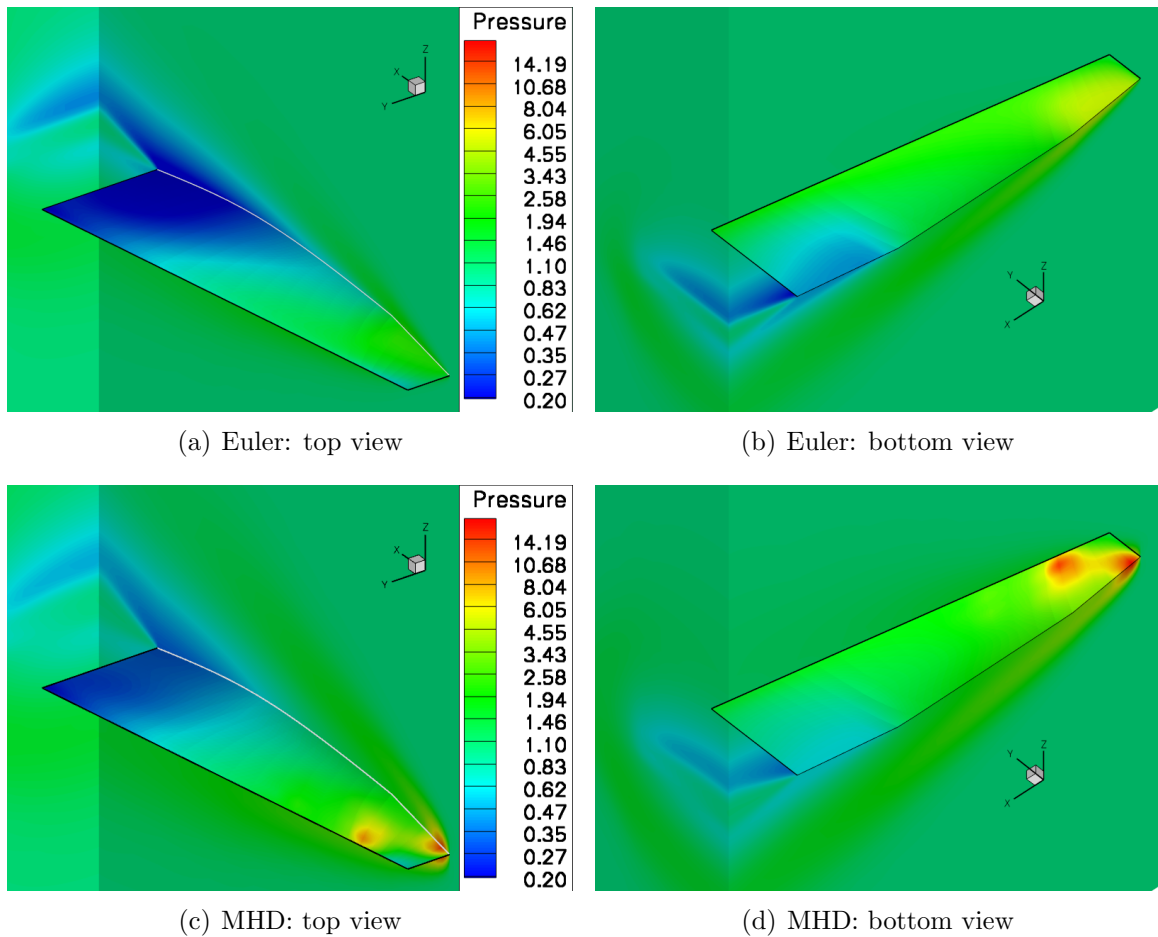 Pressure
14.19
10.68
8.04
6.05
4.55
3.43
2.58
1.94
1.46
1.10
0.83
0.62
0.47
0.35
0.27
0.20
Z
X
Y
Z
Y
X
(a) Euler: top view
(b) Euler: bottom view
Pressure
14.19
10.68
8.04
6.05
4.55
3.43
2.58
1.94
1.46
1.10
0.83
0.62
0.47
0.35
0.27
0.20
Z
X
Y
Z
Y
X
(c) MHD: top view
(d) MHD: bottom view